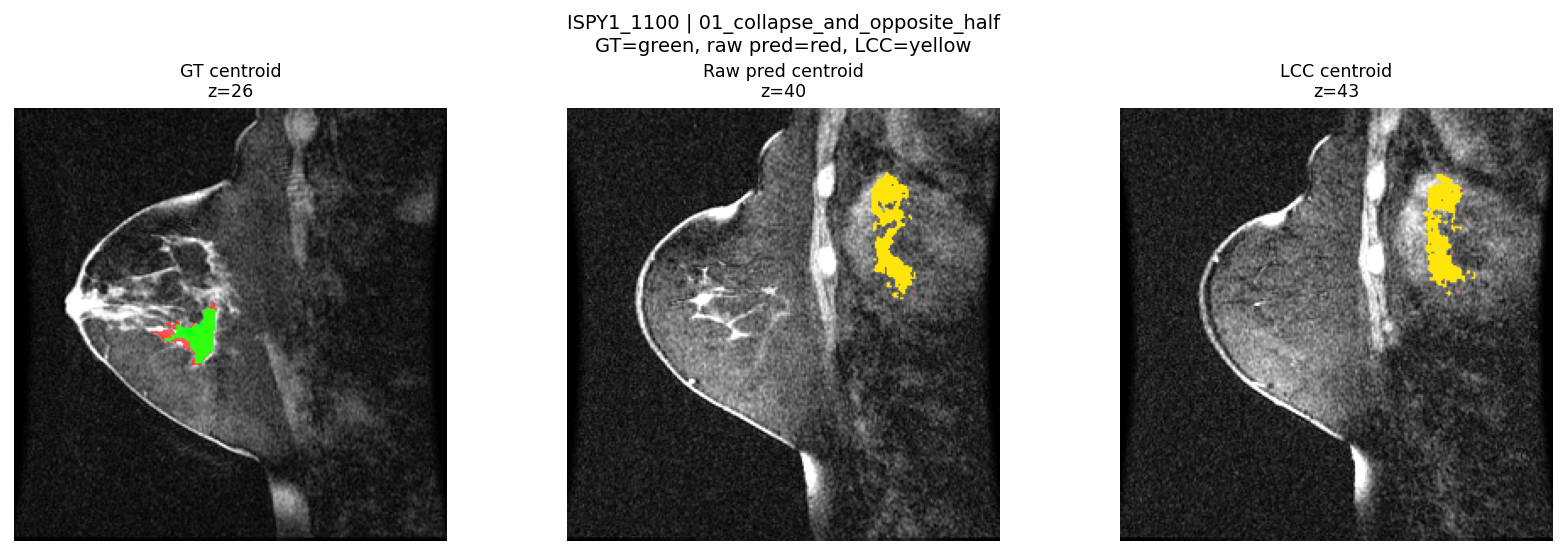 ISPY1_1100 | 01_collapse_and_opposite_half
GT=green, raw pred=red, LCC=yellow
GT centroid
z=26
Raw pred centroid
z=40
LCC centroid
z=43